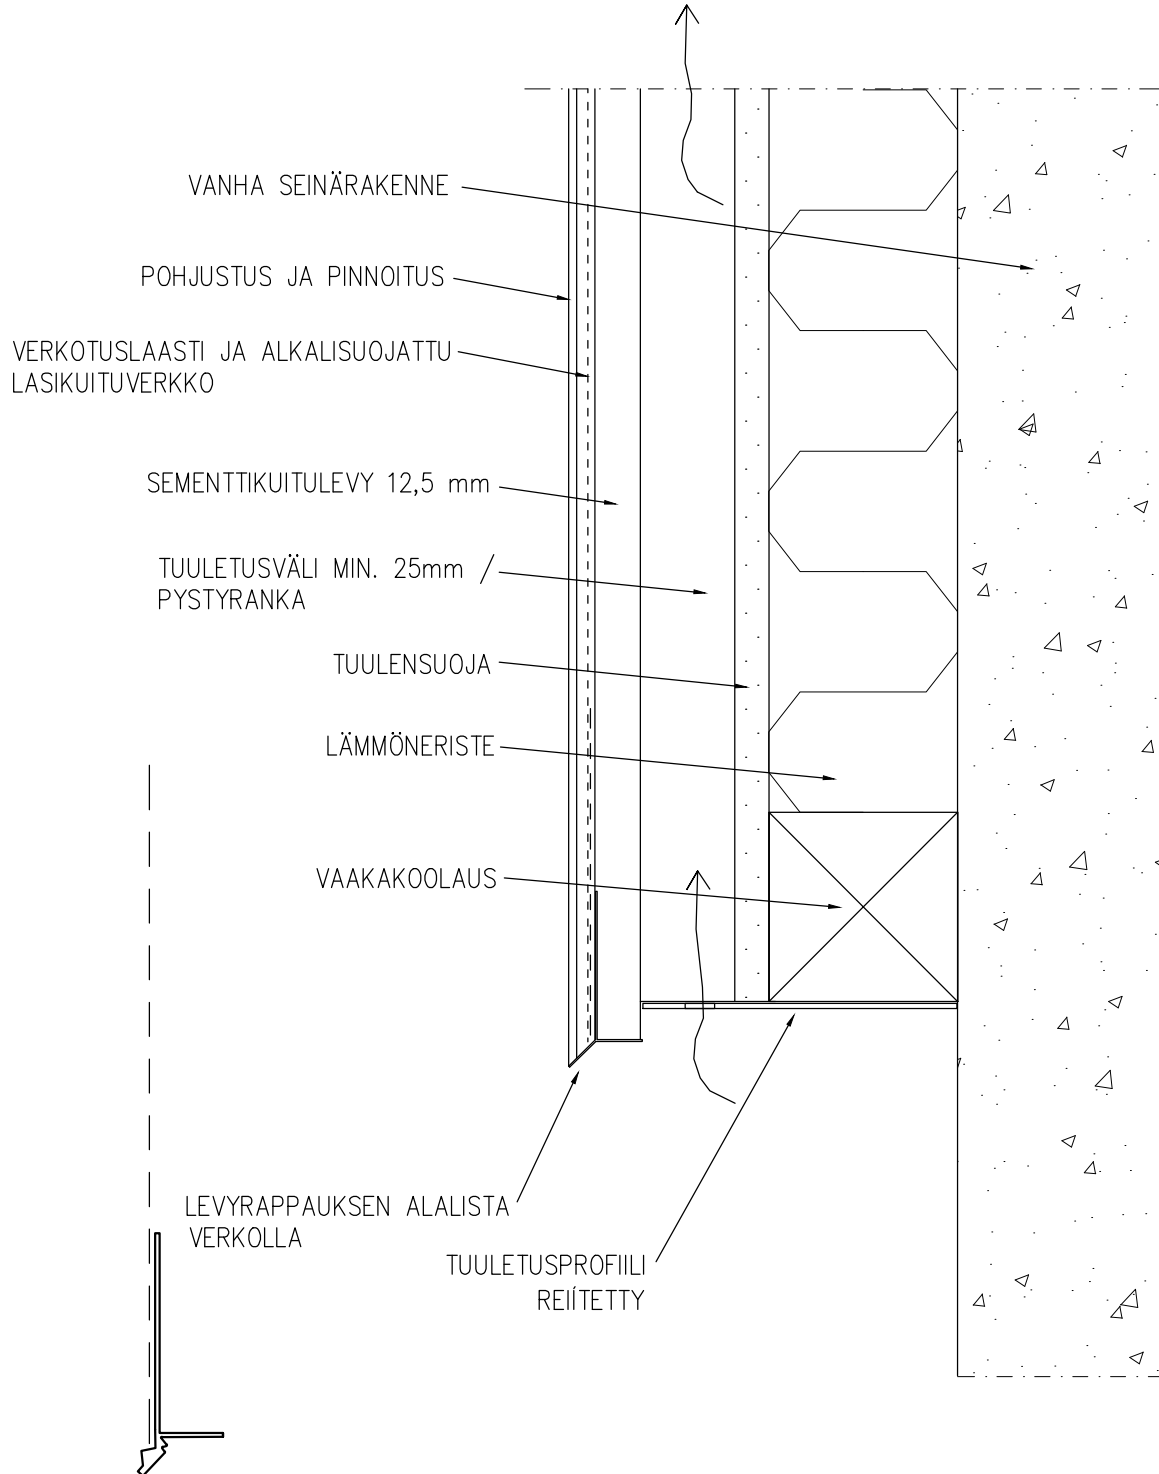 VANHA SEINÄRAKENNE
POHJUSTUS JA PINNOITUS
VERKOTUSLAASTI JA ALKALISUOJATTU
LASIKUITUVERKKO
SEMENTTIKUITULEVY 12,5 mm
TUULETUSVÄLI MIN. 25mm /
PYSTYRANKA
TUULENSUOJA
LÄMMÖNERISTE
VAAKAKOOLAUS
LEVYRAPPAUKSEN ALALISTA
VERKOLLA
TUULETUSPROFIILI
REIÍTETTY